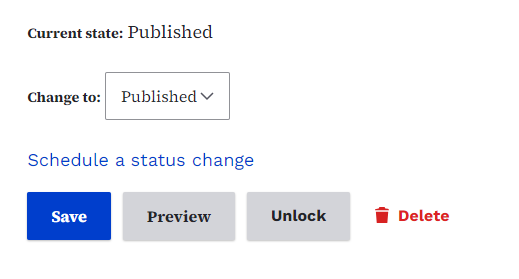 Current state: Published
Change to: Published
Schedule a status change
Save Preview Unlock Delete